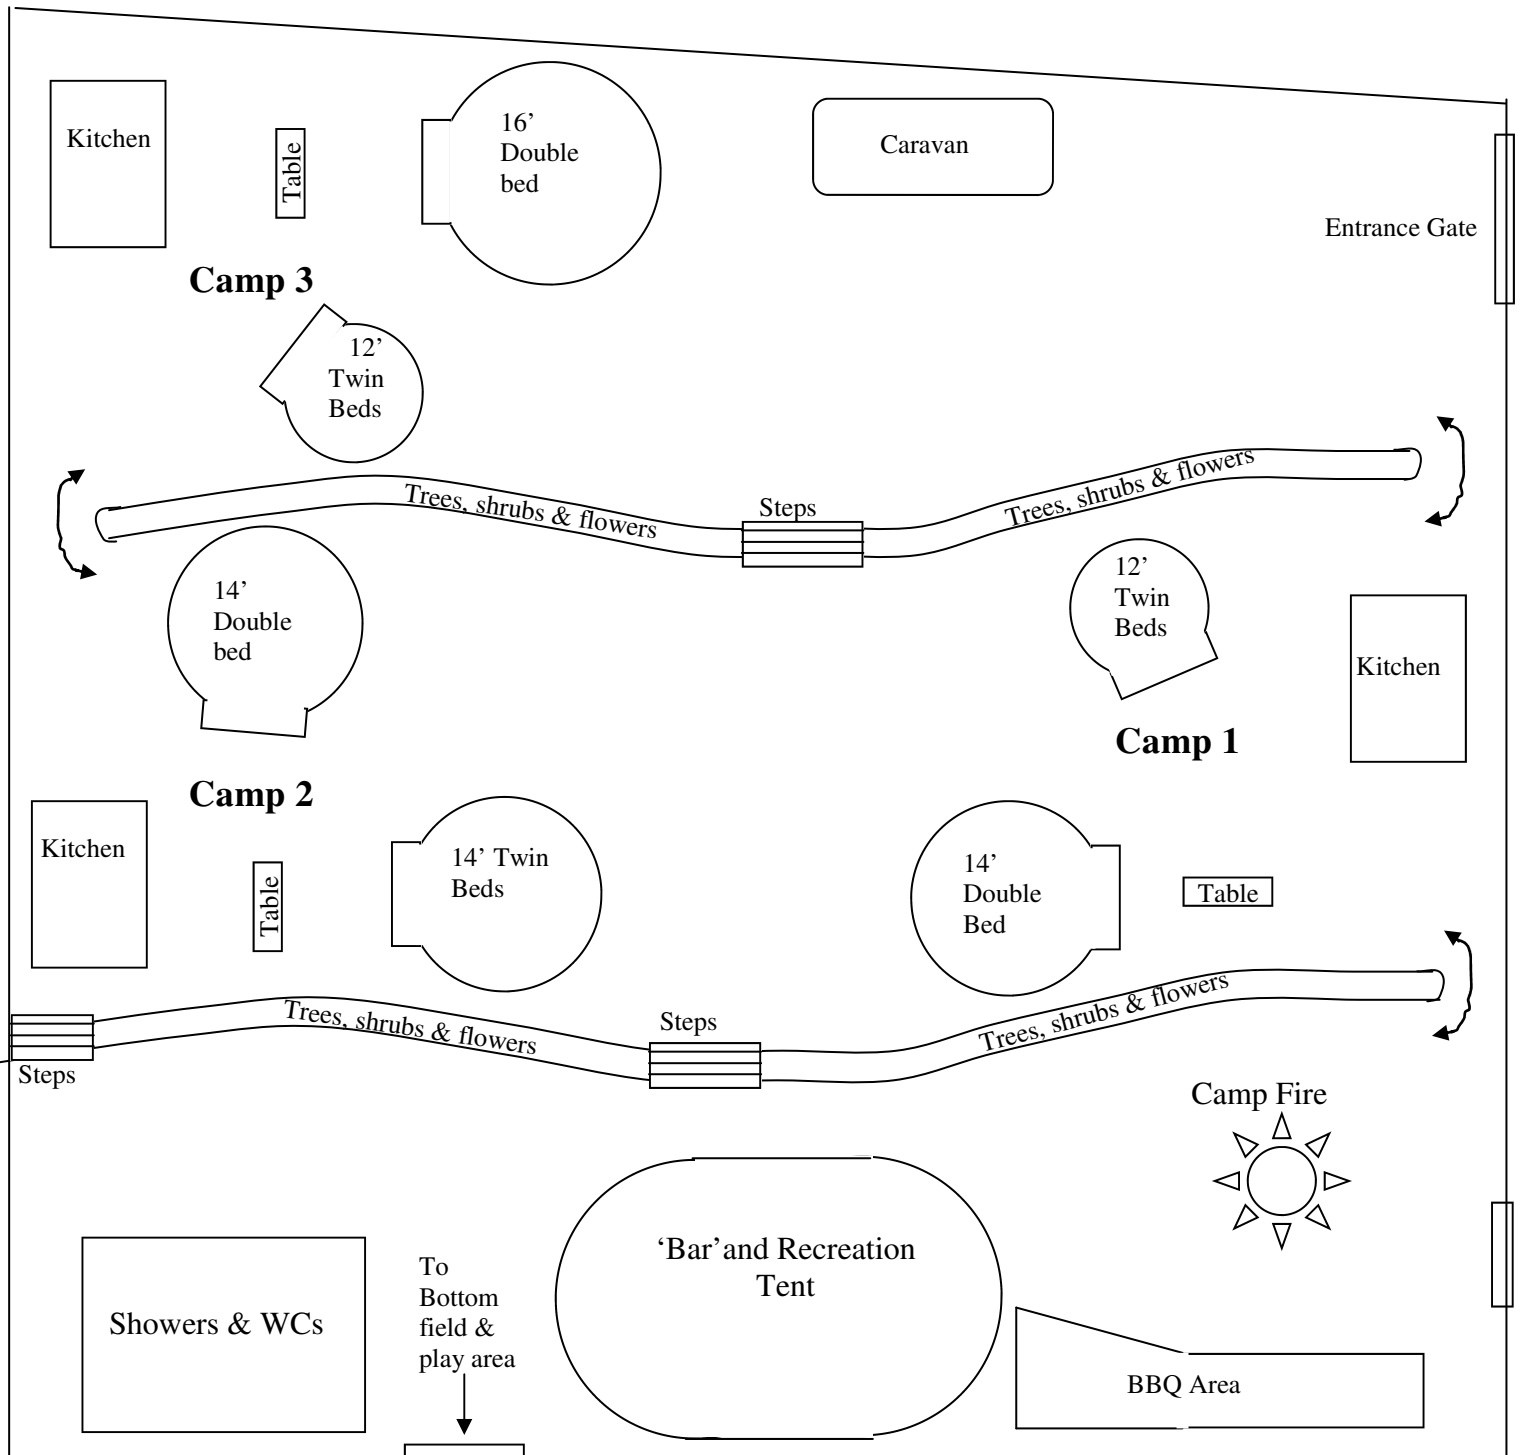 Kitchen
Table
16’
Double
bed
Caravan
Entrance Gate
Camp 3
12’
Twin
Beds
Trees, shrubs & flowers
Steps
Trees, shrubs & flowers
14’
Double
bed
12’
Twin
Beds
Kitchen
Camp 1
Camp 2
Kitchen
Table
14’ Twin
Beds
14’
Double
Bed
Table
Trees, shrubs & flowers
Steps
Trees, shrubs & flowers
Steps
Camp Fire
‘Bar’and Recreation
Tent
To
Bottom
field &
play area
Showers & WCs
BBQ Area